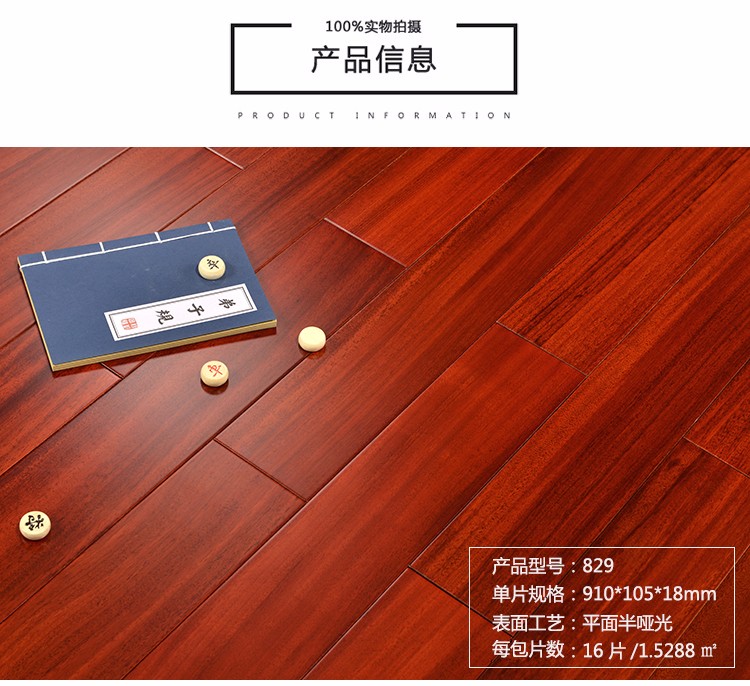 100%实物拍摄
产品信息
PRODUCT INFORMATION
弟子规
将
产品型号：829
单片规格：910*105*18mm
表面工艺：平面半哑光
每包片数：16 片 /1.5288 ㎡